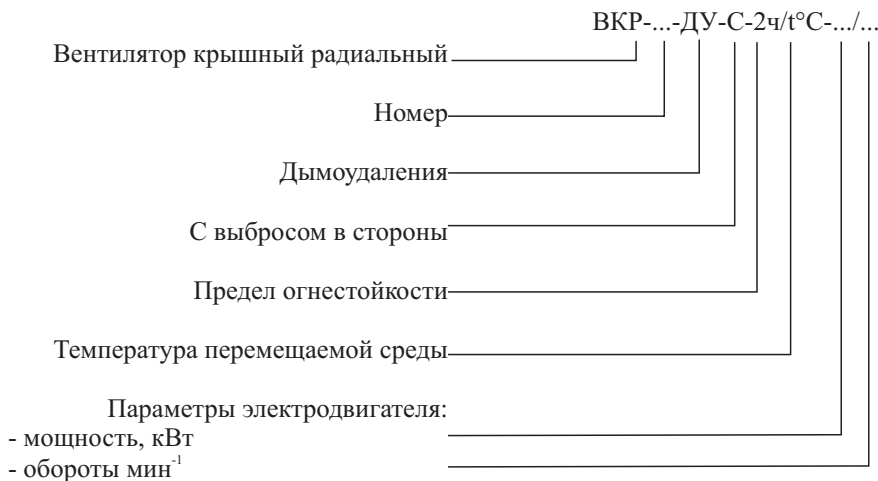 ВКР-...-ДУ-С-2ч/t°C-.../...
Вентилятор крышный радиальный
Номер
Дымоудаления
С выбросом в стороны
Предел огнестойкости
Температура перемещаемой среды
Параметры электродвигателя:
- мощность, кВт
- обороты мин⁻¹